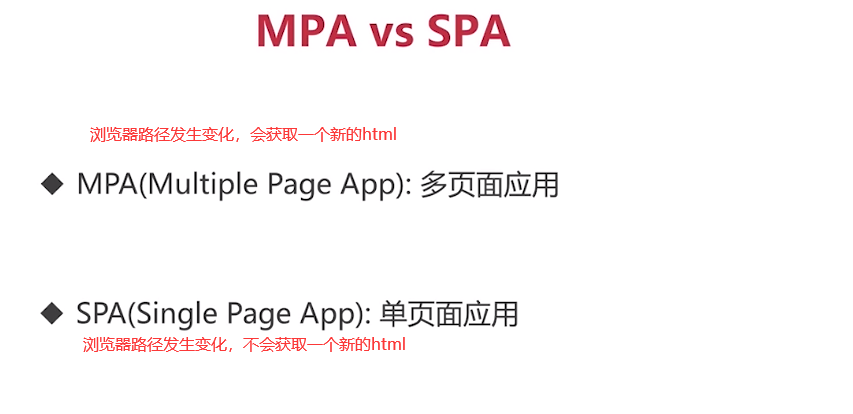 MPA vs SPA
浏览器路径发生变化，会获取一个新的html
◆ MPA(Multiple Page App): 多页面应用
◆ SPA(Single Page App): 单页面应用
浏览器路径发生变化，不会获取一个新的html